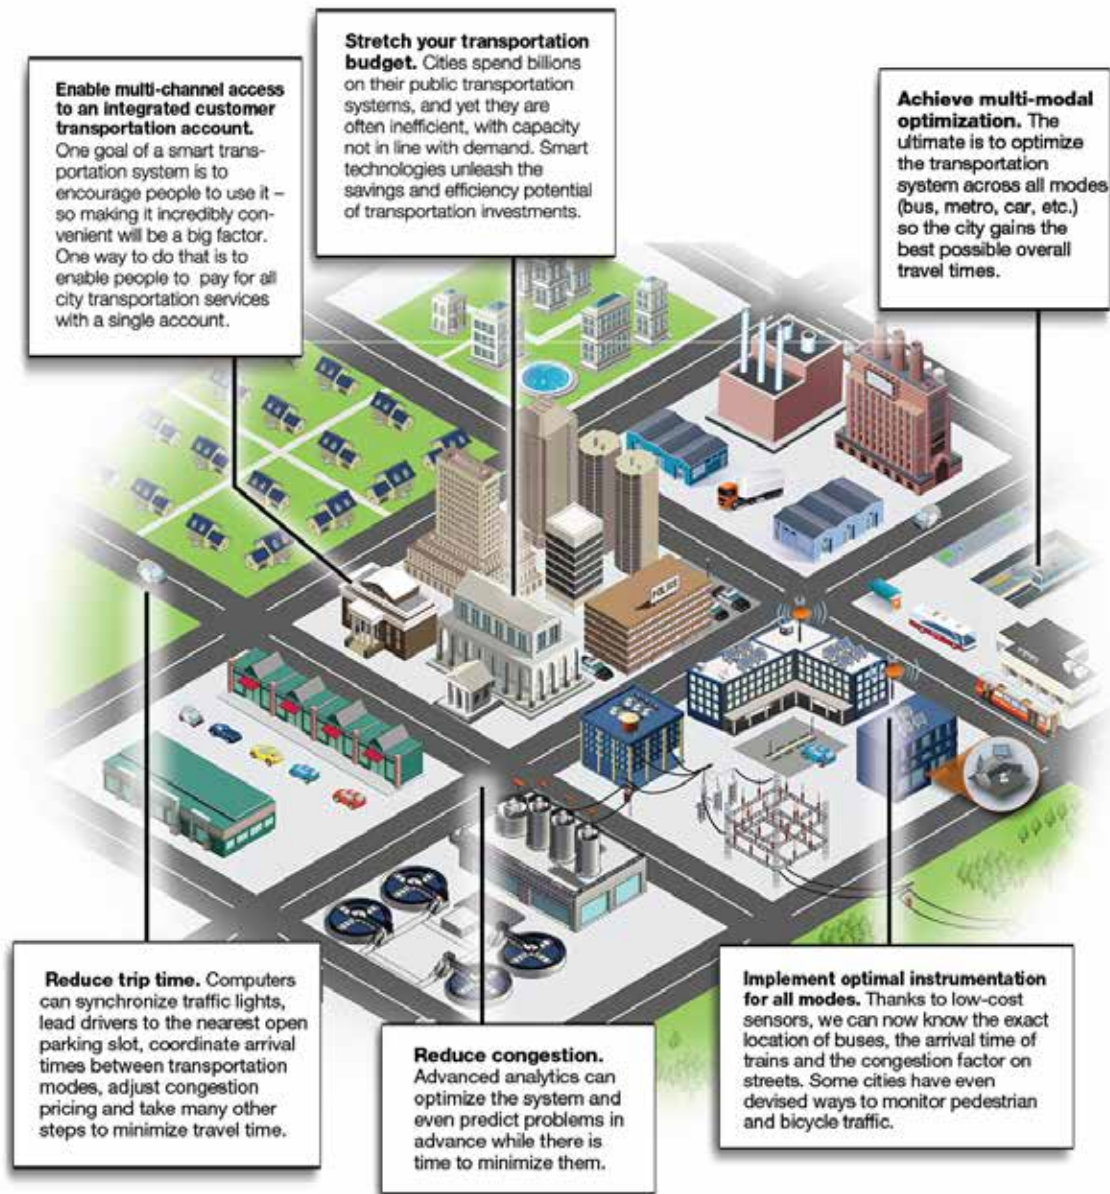 Stretch your transportation
budget. Cities spend billions
on their public transportation
systems, and yet they are
often inefficient, with capacity
not in line with demand. Smart
technologies unleash the
savings and efficiency potential
of transportation investments.
Enable multi-channel access
to an integrated customer
transportation account.
One goal of a smart trans-
portation system is to
encourage people to use it –
so making it incredibly con-
venient will be a big factor.
One way to do that is to
enable people to pay for all
city transportation services
with a single account.
Achieve multi-modal
optimization. The
ultimate is to optimize
the transportation
system across all modes
(bus, metro, car, etc.)
so the city gains the
best possible overall
travel times.
POLICE
Reduce trip time. Computers
can synchronize traffic lights,
lead drivers to the nearest open
parking slot, coordinate arrival
times between transportation
modes, adjust congestion
pricing and take many other
steps to minimize travel time.
Reduce congestion.
Advanced analytics can
optimize the system and
even predict problems in
advance while there is
time to minimize them.
Implement optimal instrumentation
for all modes. Thanks to low-cost
sensors, we can now know the exact
location of buses, the arrival time of
trains and the congestion factor on
streets. Some cities have even
devised ways to monitor pedestrian
and bicycle traffic.